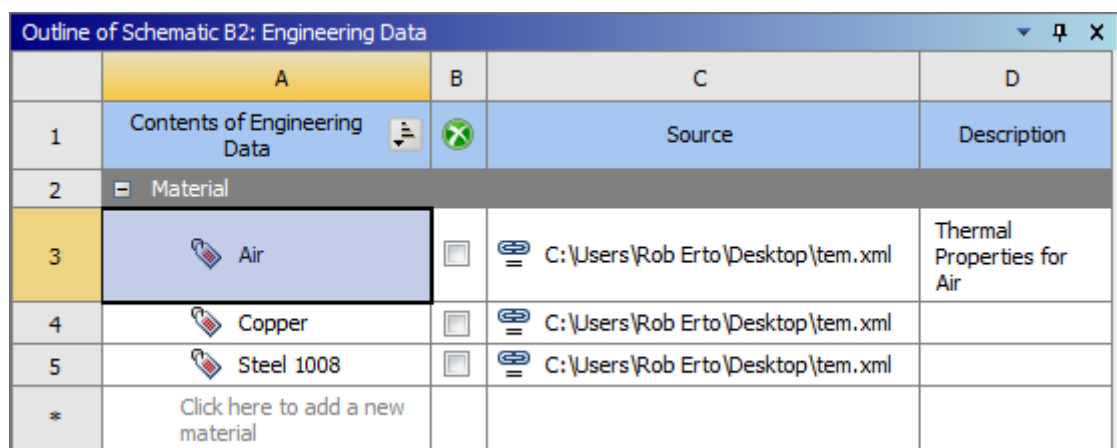 Outline of Schematic B2: Engineering Data
A B C D
1 Contents of Engineering Data Source Description
2 Material
3 Air C:\Users\Rob Erto\Desktop\tem.xml Thermal Properties for Air
4 Copper C:\Users\Rob Erto\Desktop\tem.xml
5 Steel 1008 C:\Users\Rob Erto\Desktop\tem.xml
* Click here to add a new material